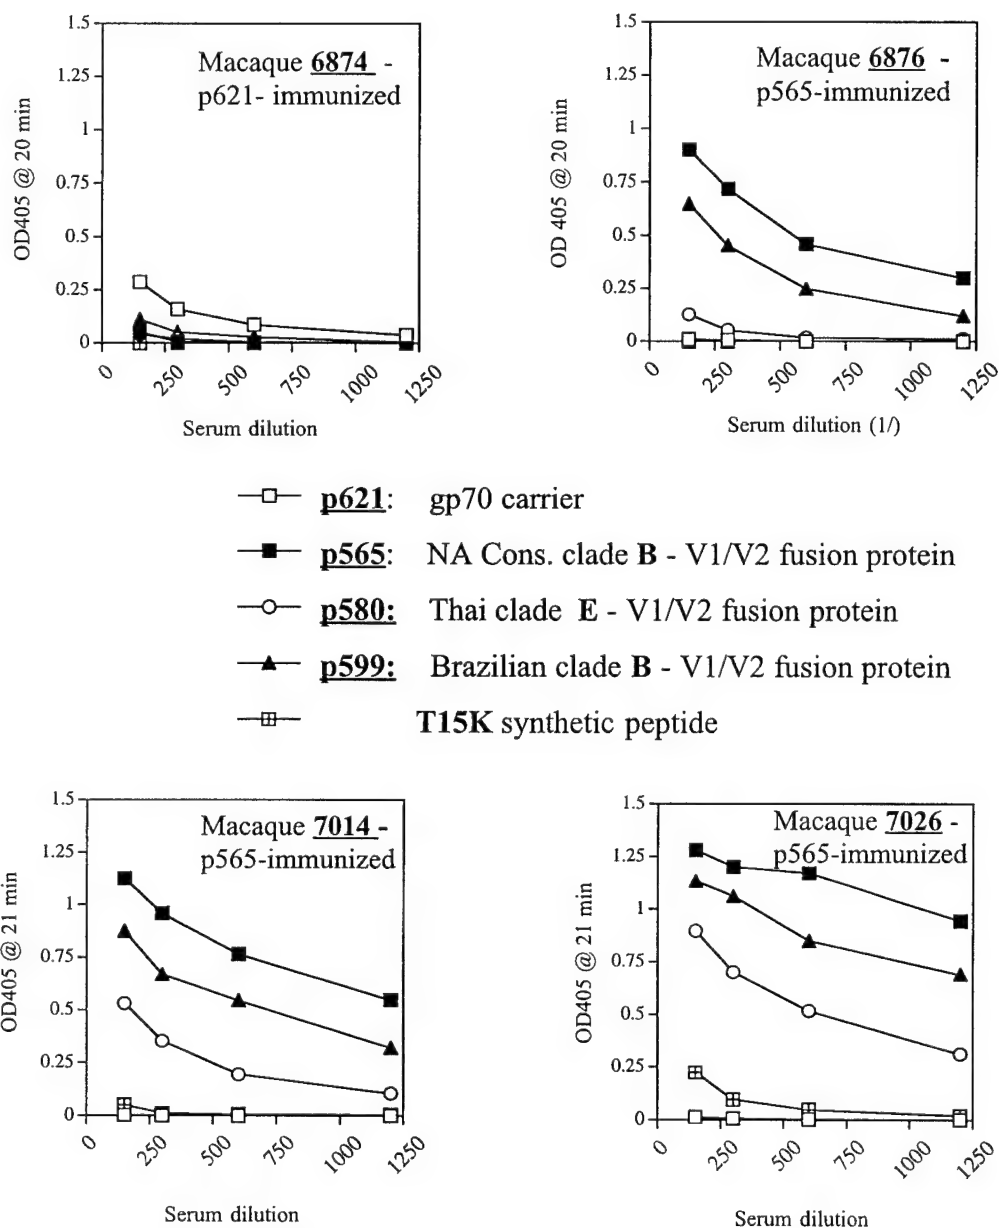 Macaque 6874 -
p621- immunized
OD405 @ 20 min
1.5
1.25
1
0.75
0.5
0.25
0
0
250
500
750
1000
1250
Serum dilution
Macaque 6876 -
p565-immunized
OD 405 @ 20 min
1.5
1.25
1
0.75
0.5
0.25
0
0
250
500
750
1000
1250
Serum dilution (1/)
p621: gp70 carrier
p565: NA Cons. clade B - V1/V2 fusion protein
p580: Thai clade E - V1/V2 fusion protein
p599: Brazilian clade B - V1/V2 fusion protein
T15K synthetic peptide
Macaque 7014 -
p565-immunized
OD405 @ 21 min
1.5
1.25
1
0.75
0.5
0.25
0
0
250
500
750
1000
1250
Serum dilution
Macaque 7026 -
p565-immunized
OD405 @ 21 min
1.5
1.25
1
0.75
0.5
0.25
0
0
250
500
750
1000
1250
Serum dilution